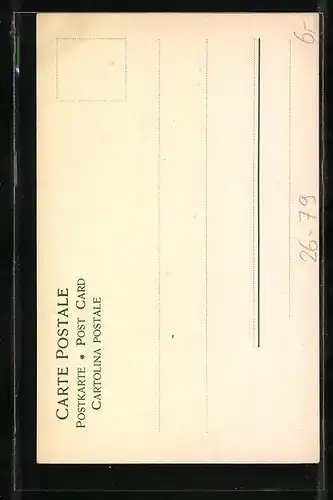 CARTE POSTALE
POSTKARTE * POST CARD
CARTOLINA POSTALE
26-79
6,-